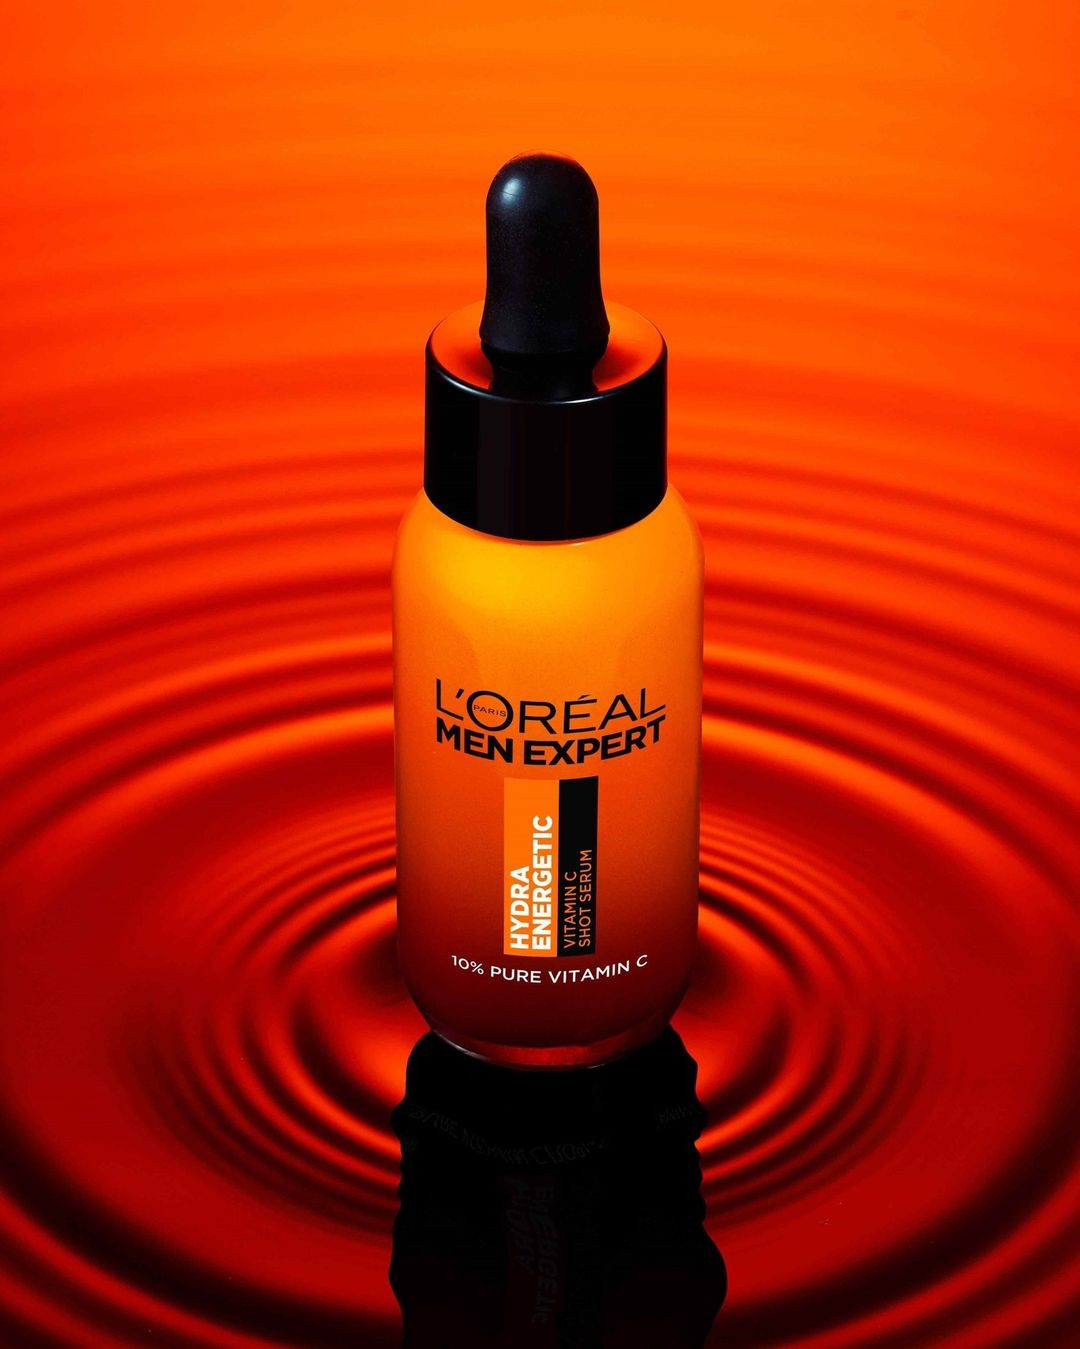 L'ORÉAL
PARIS
MEN EXPERT
HYDRA
ENERGETIC
VITAMIN C
SHOT SERUM
10% PURE VITAMIN C